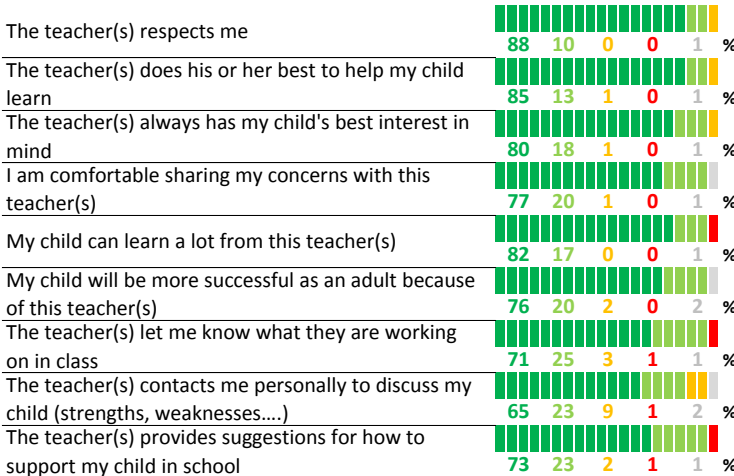 The teacher(s) respects me
88 10 0 0 1 %
The teacher(s) does his or her best to help my child
learn
85 13 1 0 1 %
The teacher(s) always has my child's best interest in
mind
80 18 1 0 1 %
I am comfortable sharing my concerns with this
teacher(s)
77 20 1 0 1 %
My child can learn a lot from this teacher(s)
82 17 0 0 1 %
My child will be more successful as an adult because
of this teacher(s)
76 20 2 0 2 %
The teacher(s) let me know what they are working
on in class
71 25 3 1 1 %
The teacher(s) contacts me personally to discuss my
child (strengths, weaknesses....)
65 23 9 1 2 %
The teacher(s) provides suggestions for how to
support my child in school
73 23 2 1 1 %